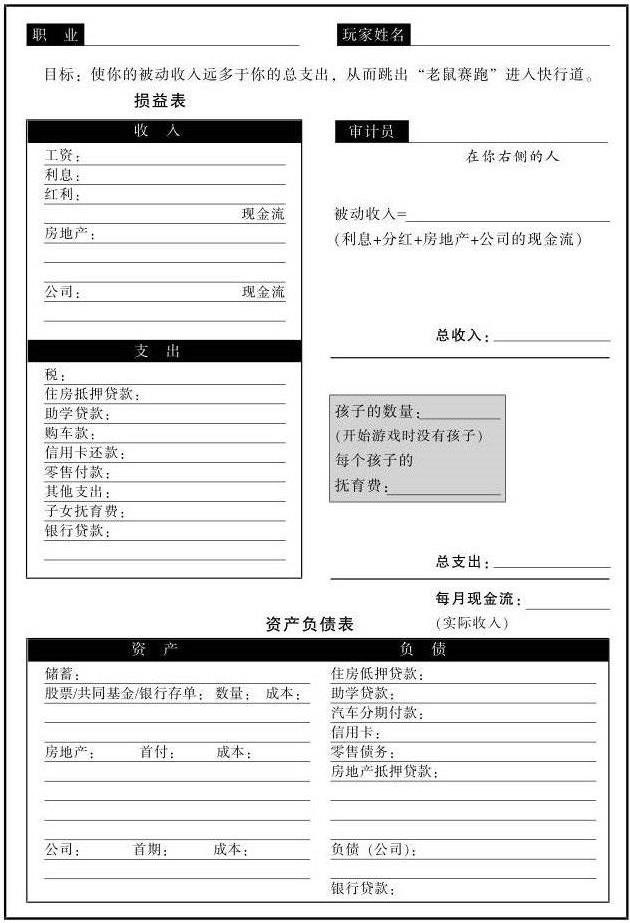 职 业
玩家姓名
目标：使你的被动收入远多于你的总支出，从而跳出“老鼠赛跑”进入快行道。
损益表
收 入
工资：
利息：
红利：
现金流
房地产：
公司： 现金流
支 出
税：
住房抵押贷款：
助学贷款：
购车款：
信用卡还款：
零售付款：
其他支出：
子女抚育费：
银行贷款：
审计员
在你右侧的人
被动收入=
(利息+分红+房地产+公司的现金流)
总收入：
孩子的数量：
(开始游戏时没有孩子)
每个孩子的
抚育费：
总支出：
每月现金流：
(实际收入)
资产负债表
资 产
储蓄：
股票/共同基金/银行存单： 数量： 成本：
房地产： 首付： 成本：
公司： 首期： 成本：
负 债
住房低押贷款：
助学贷款：
汽车分期付款：
信用卡：
零售债务：
房地产抵押贷款：
负债（公司）：
银行贷款：